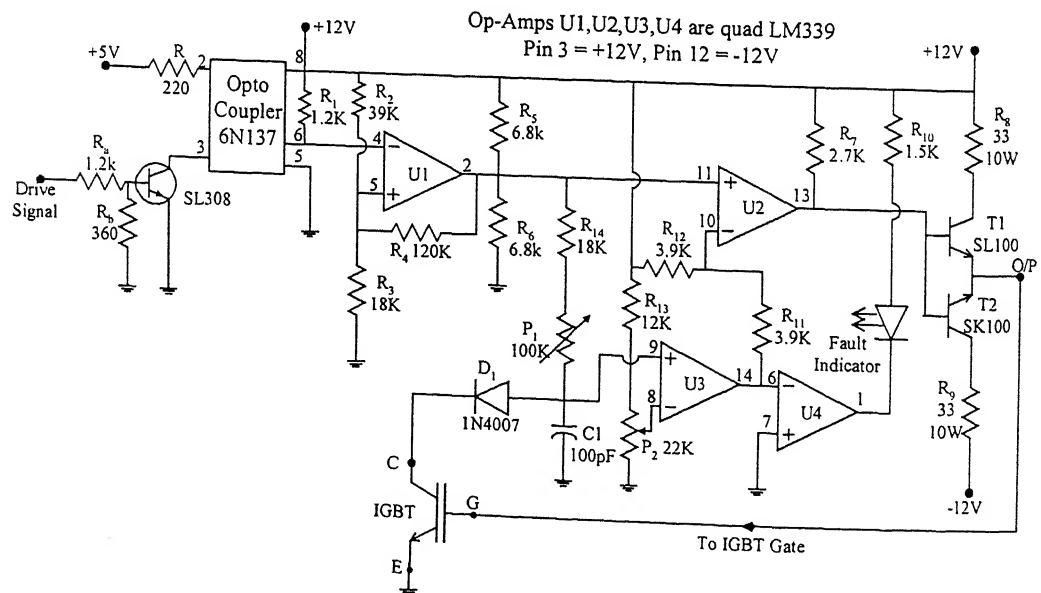 Op-Amps U1,U2,U3,U4 are quad LM339
Pin 3 = +12V, Pin 12 = -12V
+12V
+12V
+5V
R
220
2
8
Opto
Coupler
6N137
3
6
5
R1
1.2K
R2
39K
R5
6.8k
R7
2.7K
R10
1.5K
R8
33
10W
Ra
1.2k
Drive
Signal
Rb
360
SL308
4
5
U1
2
R4 120K
R3
18K
R6
6.8k
R14
18K
11
10
U2
13
R12
3.9K
T1
SL100
O/P
T2
SK100
P1
100K
R13
12K
R11
3.9K
Fault
Indicator
D1
1N4007
9
8
U3
14
6
7
U4
1
R9
33
10W
C1
100pF
P2 22K
-12V
C
IGBT
G
E
To IGBT Gate